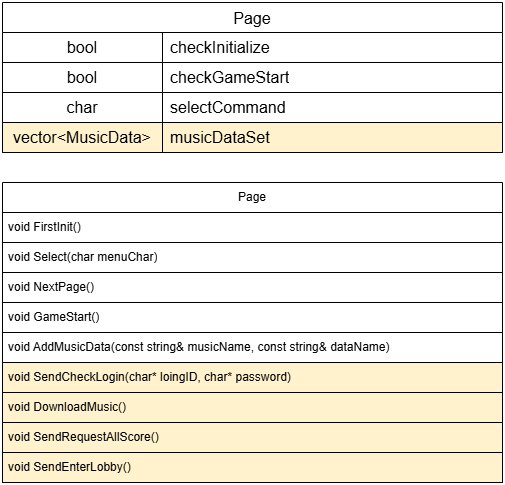 Page
bool checkInitialize
bool checkGameStart
char selectCommand
vector<MusicData> musicDataSet
Page
void FirstInit()
void Select(char menuChar)
void NextPage()
void GameStart()
void AddMusicData(const string& musicName, const string& dataName)
void SendCheckLogin(char* loingID, char* password)
void DownloadMusic()
void SendRequestAllScore()
void SendEnterLobby()